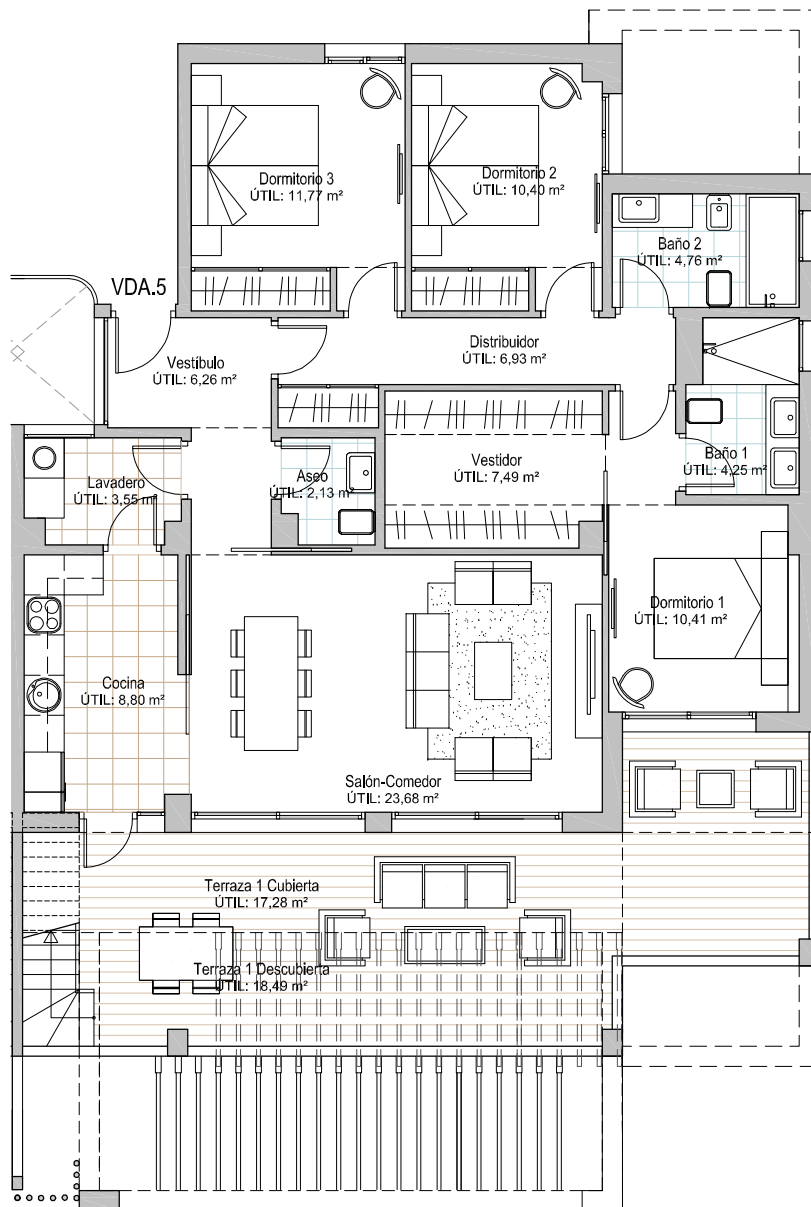 Dormitorio 3
ÚTIL: 11,77 m²
Dormitorio 2
ÚTIL: 10,40 m²
Baño 2
ÚTIL: 4,76 m²
VDA.5
Vestíbulo
ÚTIL: 6,26 m²
Distribuidor
ÚTIL: 6,93 m²
Lavadero
ÚTIL: 3,55 m²
Aseo
ÚTIL: 2,13 m²
Vestidor
ÚTIL: 7,49 m²
Baño 1
ÚTIL: 4,25 m²
Dormitorio 1
ÚTIL: 10,41 m²
Cocina
ÚTIL: 8,80 m²
Salón-Comedor
ÚTIL: 23,68 m²
Terraza 1 Cubierta
ÚTIL: 17,28 m²
Terraza 1 Descubierta
ÚTIL: 18,49 m²